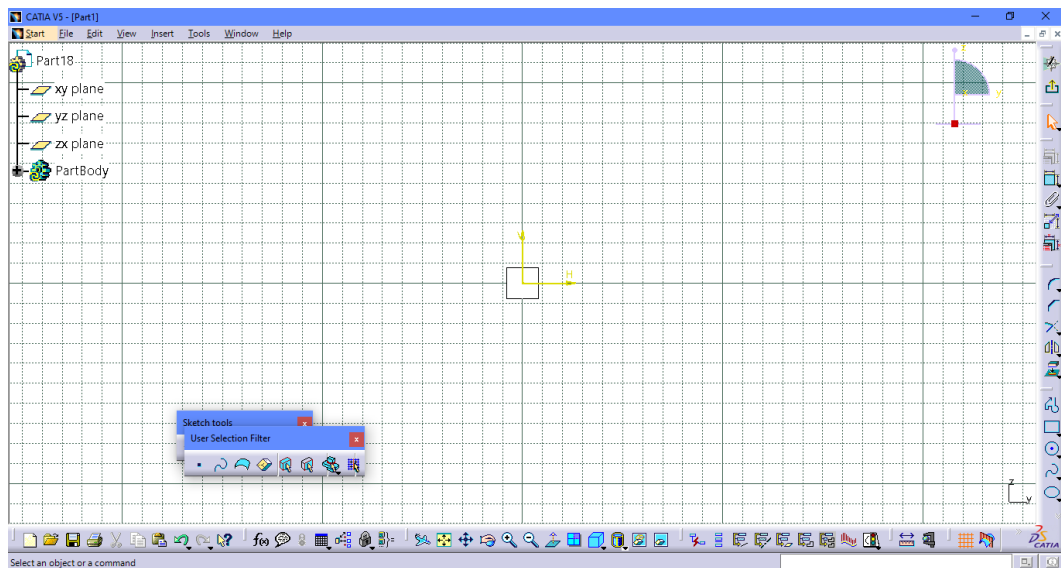 CATIA V5 - [Part1]
Start File Edit View Insert Tools Window Help
Part18
xy plane
yz plane
zx plane
PartBody
x y
V
H
Sketch tools
User Selection Filter
z
y
f(x)
CATIA
Select an object or a command